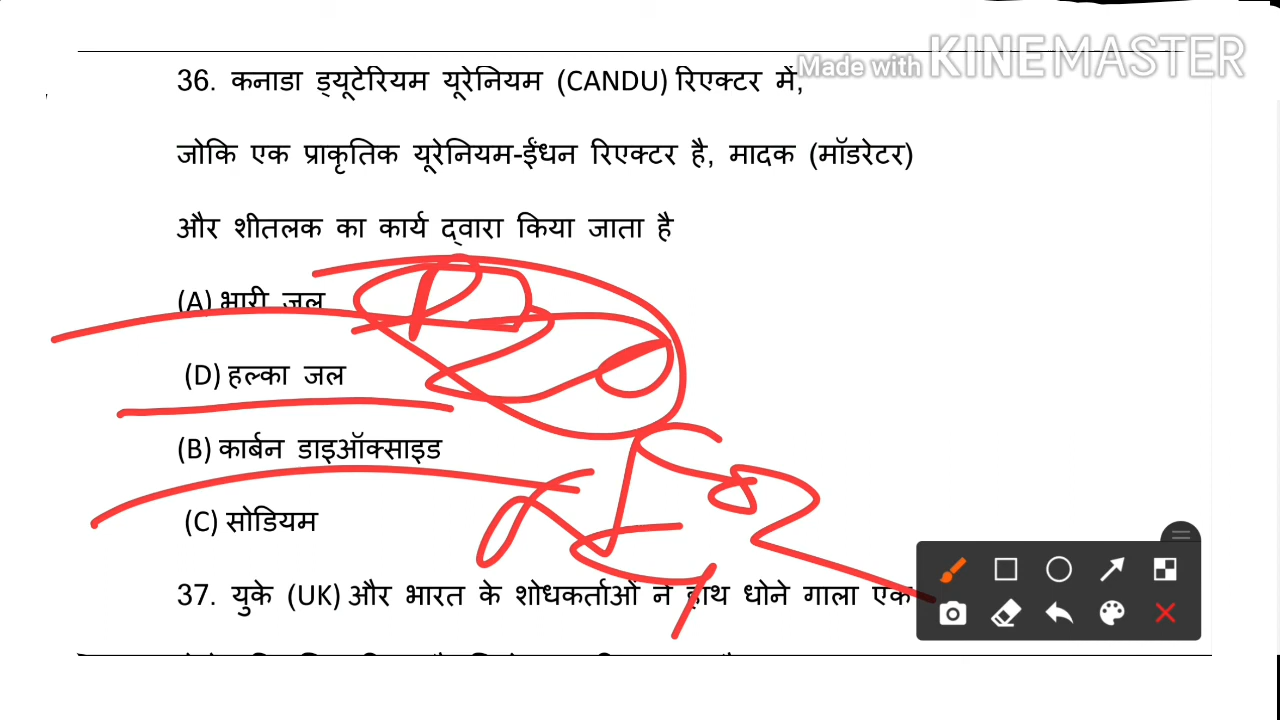 Made with KINEMASTER
36. कनाडा ड्यूटेरियम यूरेनियम (CANDU) रिएक्टर में,
जोकि एक प्राकृतिक यूरेनियम-ईंधन रिएक्टर है, मादक (मॉडरेटर)
और शीतलक का कार्य द्वारा किया जाता है
(A) भारी जल
(D) हल्का जल
(B) कार्बन डाइऑक्साइड
(C) सोडियम
37. युके (UK) और भारत के शोधकर्ताओं ने हाथ धोने गाला एक